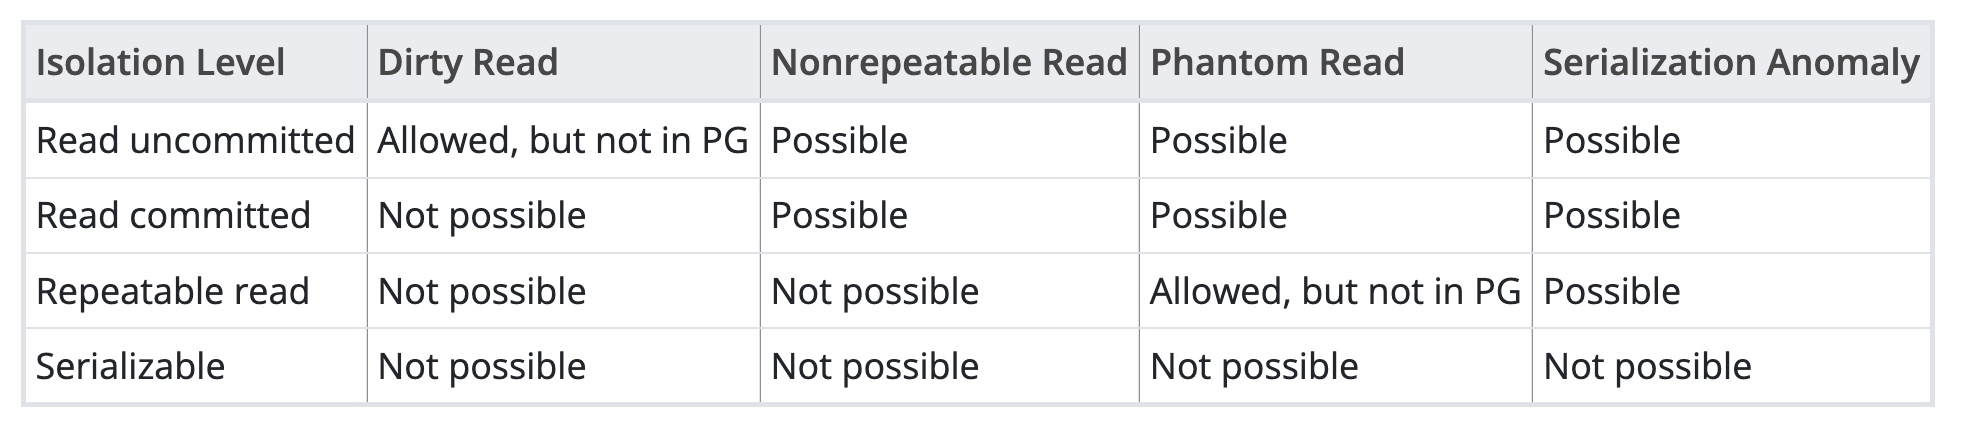 Isolation Level Dirty Read Nonrepeatable Read Phantom Read Serialization Anomaly
Read uncommitted Allowed, but not in PG Possible Possible Possible
Read committed Not possible Possible Possible Possible
Repeatable read Not possible Not possible Allowed, but not in PG Possible
Serializable Not possible Not possible Not possible Not possible